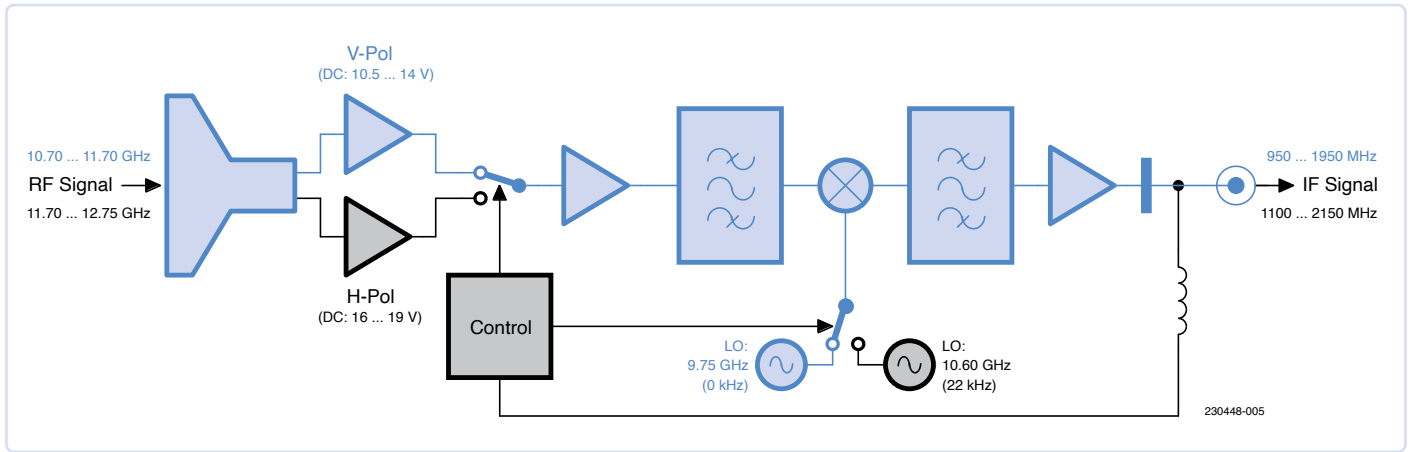 V-Pol
(DC: 10.5 ... 14 V)
10.70 ... 11.70 GHz
RF Signal
11.70 ... 12.75 GHz
H-Pol
(DC: 16 ... 19 V)
Control
LO:
9.75 GHz
(0 kHz)
LO:
10.60 GHz
(22 kHz)
950 ... 1950 MHz
IF Signal
1100 ... 2150 MHz
230448-005